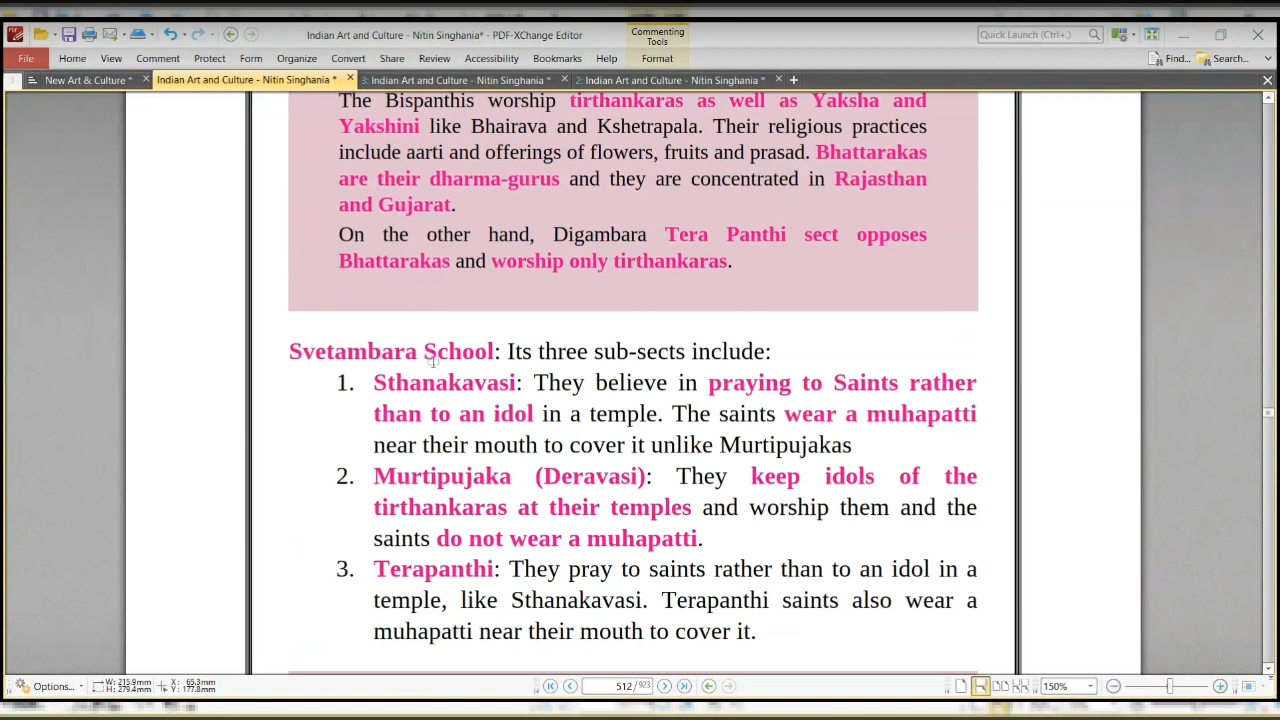 Indian Art and Culture - Nitin Singhania* - PDF-XChange Editor
Commenting Tools
Quick Launch (Ctrl+.)
File Home View Comment Protect Form Organize Convert Share Review Accessibility Bookmarks Help Format Find... Search...
New Art & Culture * Indian Art and Culture - Nitin Singhania * 3: Indian Art and Culture - Nitin Singhania * 2: Indian Art and Culture - Nitin Singhania *
The Bispanthis worship tirthankaras as well as Yaksha and
Yakshini like Bhairava and Kshetrapala. Their religious practices
include aarti and offerings of flowers, fruits and prasad. Bhattarakas
are their dharma-gurus and they are concentrated in Rajasthan
and Gujarat.
On the other hand, Digambara Tera Panthi sect opposes
Bhattarakas and worship only tirthankaras.
Svetambara School: Its three sub-sects include:
1. Sthanakavasi: They believe in praying to Saints rather
than to an idol in a temple. The saints wear a muhapatti
near their mouth to cover it unlike Murtipujakas
2. Murtipujaka (Deravasi): They keep idols of the
tirthankaras at their temples and worship them and the
saints do not wear a muhapatti.
3. Terapanthi: They pray to saints rather than to an idol in a
temple, like Sthanakavasi. Terapanthi saints also wear a
muhapatti near their mouth to cover it.
Options... W: 215.9mm X: 65.3mm 512 / 923 150%
H: 279.4mm Y: 177.8mm